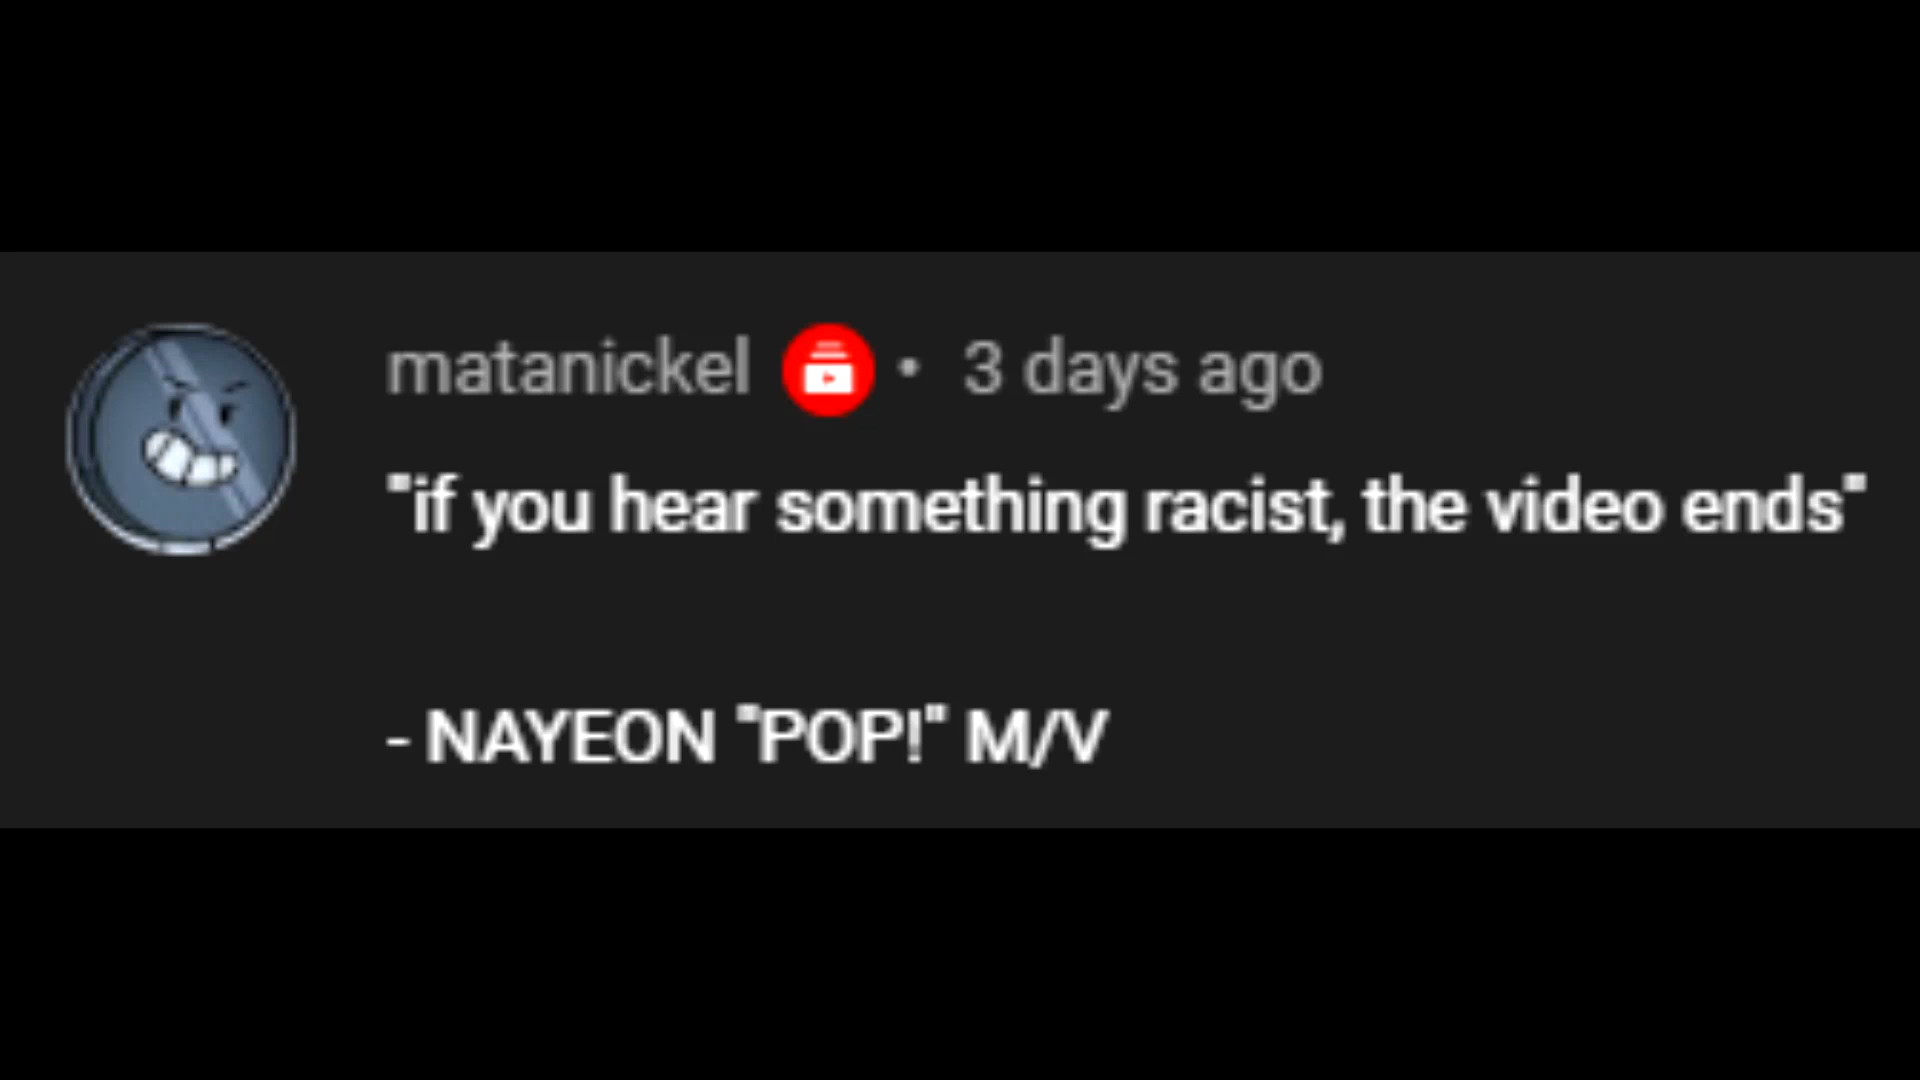 matanickel • 3 days ago
"if you hear something racist, the video ends"
- NAYEON "POP!" M/V